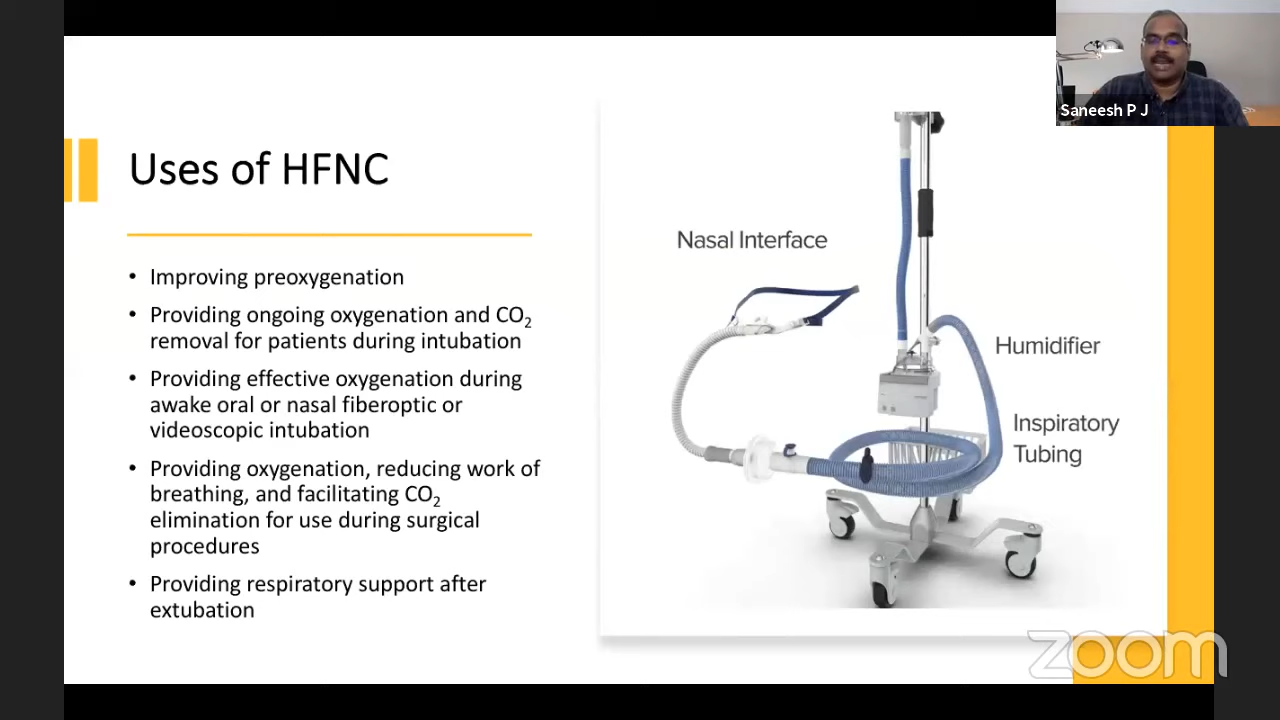 Saneesh P J
Uses of HFNC
• Improving preoxygenation
• Providing ongoing oxygenation and CO₂
removal for patients during intubation
• Providing effective oxygenation during
awake oral or nasal fiberoptic or
videoscopic intubation
• Providing oxygenation, reducing work of
breathing, and facilitating CO₂
elimination for use during surgical
procedures
• Providing respiratory support after
extubation
Nasal Interface
Humidifier
Inspiratory
Tubing
zoom